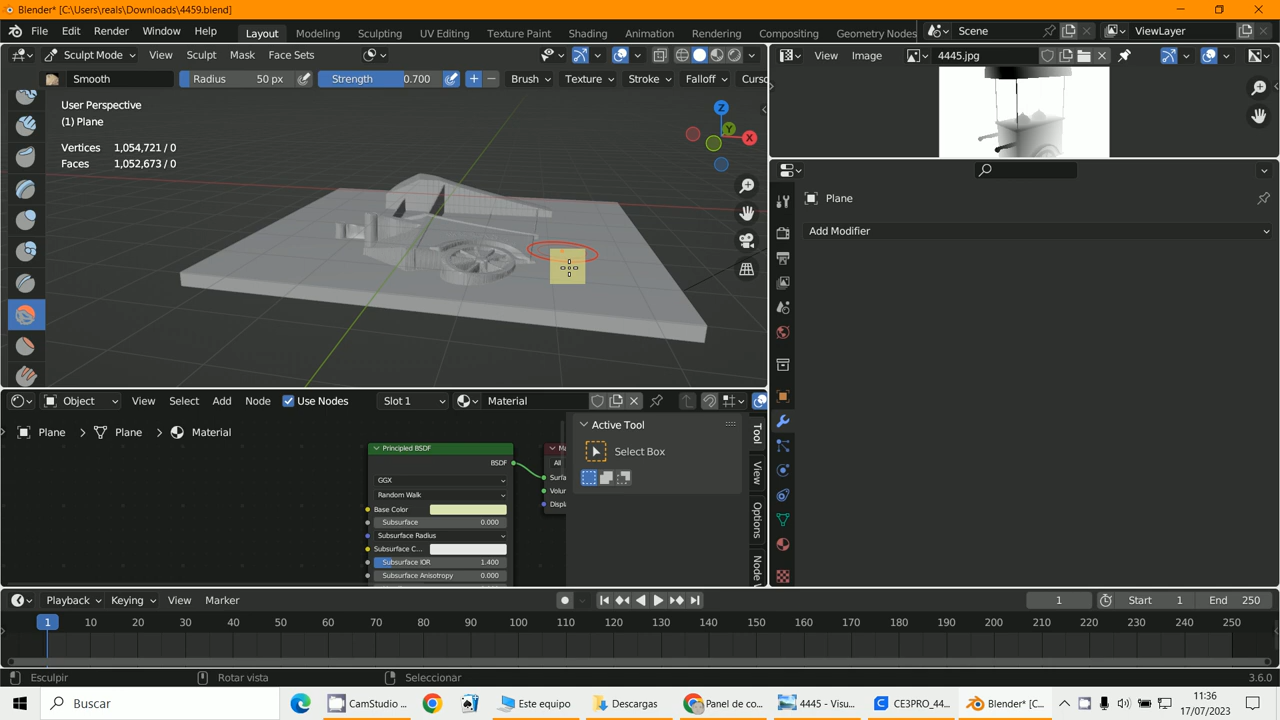 Blender* [C:\Users\reals\Downloads\4459.blend]
File Edit Render Window Help Layout Modeling Sculpting UV Editing Texture Paint Shading Animation Rendering Compositing Geometry Nodes Scene ViewLayer
Sculpt Mode View Sculpt Mask Face Sets
View Image 4445.jpg
Smooth Radius 50 px Strength 0.700 Brush Texture Stroke Falloff Curso
User Perspective
(1) Plane
Vertices 1,054,721 / 0
Faces 1,052,673 / 0
Z
Y
X
Plane
Add Modifier
Object View Select Add Node Use Nodes Slot 1 Material
Plane Plane Material
Principled BSDF
BSDF
GGX
Random Walk
Base Color
Subsurface 0.000
Subsurface Radius
Subsurface C...
Subsurface IOR 1.400
Subsurface Anisotropy 0.000
All
Surfa
Volur
Displa
Active Tool
Select Box
Tool
View
Options
Node W
Playback Keying View Marker 1 Start 1 End 250
1 10 20 30 40 50 60 70 80 90 100 110 120 130 140 150 160 170 180 190 200 210 220 230 240 250
Esculpir Rotar vista Seleccionar 3.6.0
Buscar CamStudio ... Este equipo Descargas Panel de co... 4445 - Visu... CE3PRO_44... Blender* [C... 11:36
17/07/2023